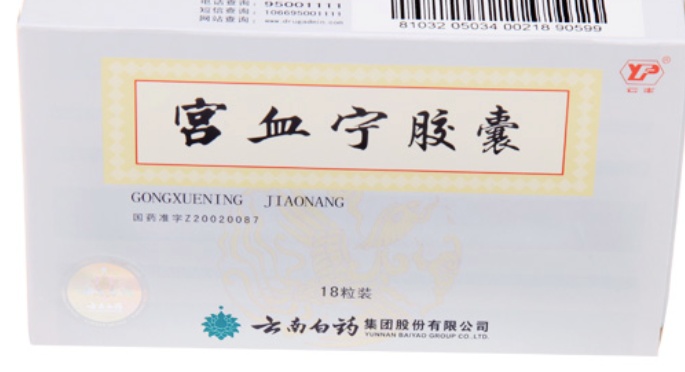 电话查询：95001111
短信查询：106695001111
网站查询：www.drugadmin.com
81032 05034 00218 90599
YP®
云丰
宫血宁胶囊
GONGXUENING JIAONANG
国药准字Z20020087
18粒装
云南白药 集团股份有限公司
YUNNAN BAIYAO GROUP CO.,LTD.